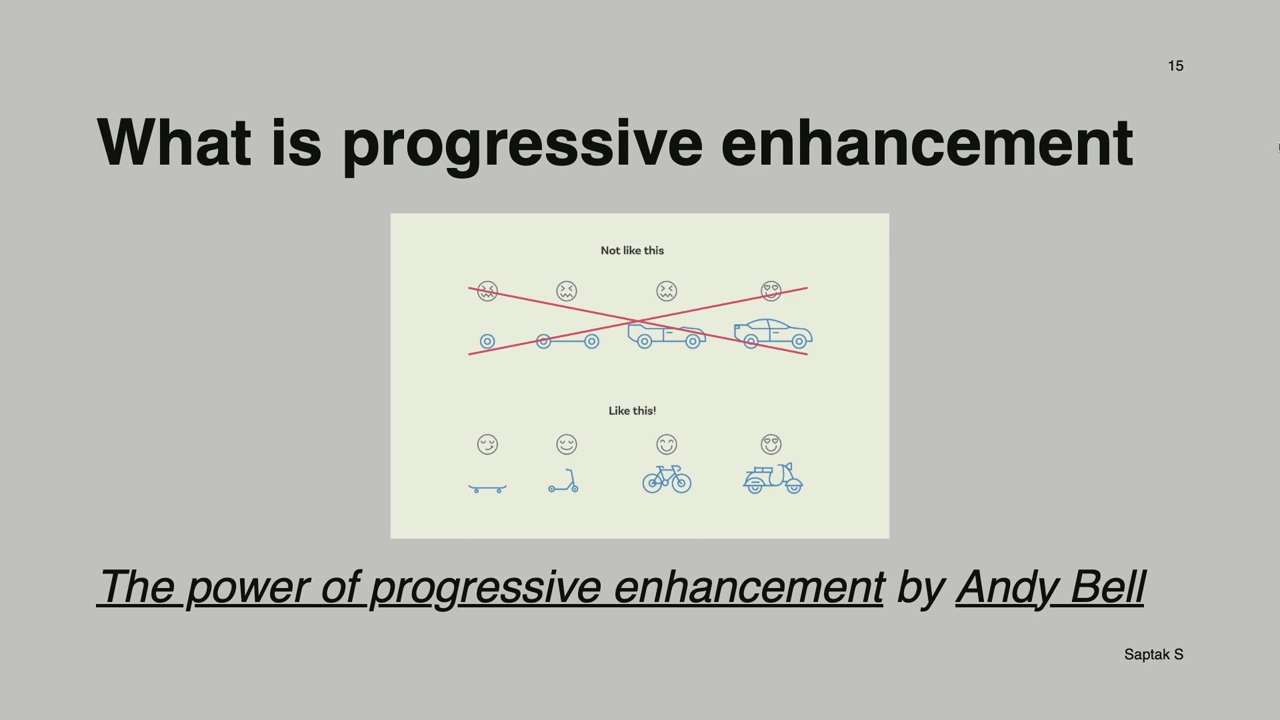 15
What is progressive enhancement
Not like this
Like this!
The power of progressive enhancement by Andy Bell
Saptak S